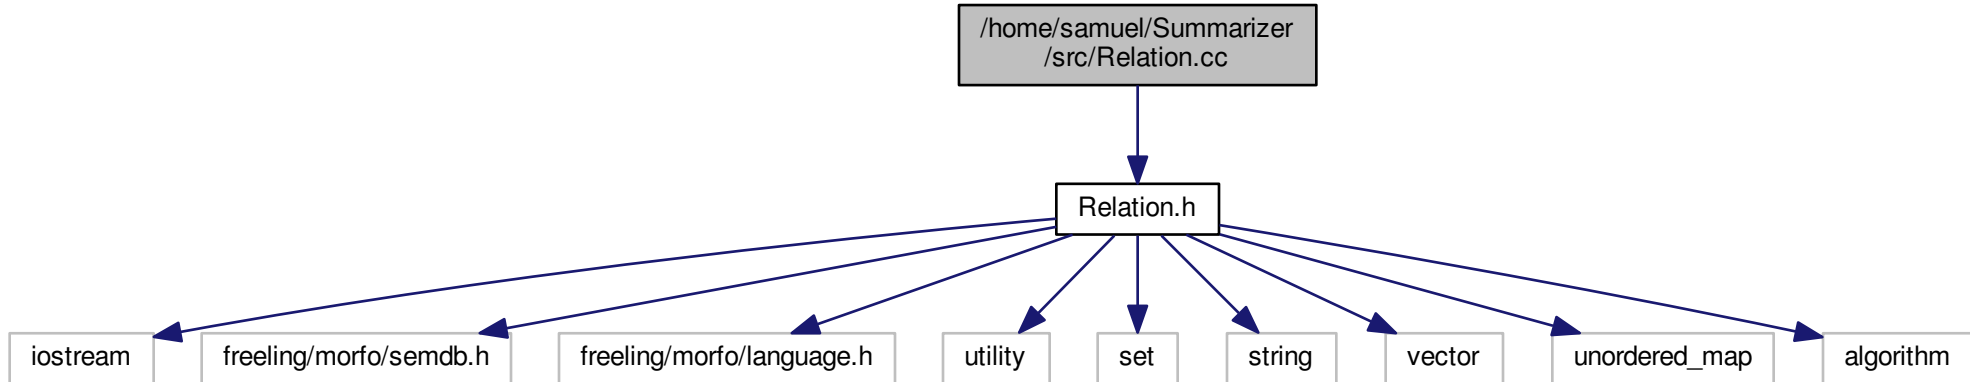 /home/samuel/Summarizer
/src/Relation.cc
Relation.h
iostream
freeling/morfo/semdb.h
freeling/morfo/language.h
utility
set
string
vector
unordered_map
algorithm